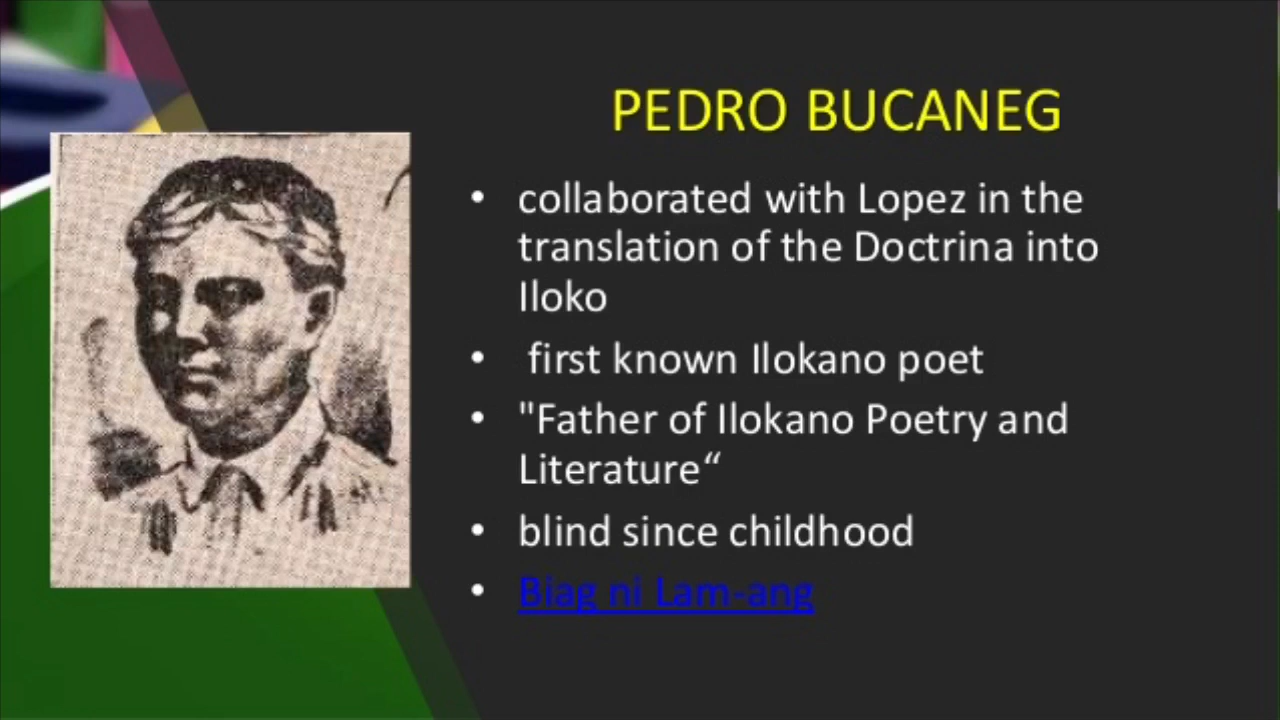 PEDRO BUCANEG
• collaborated with Lopez in the
translation of the Doctrina into
Iloko
• first known Ilokano poet
• "Father of Ilokano Poetry and
Literature“
• blind since childhood
• Biag ni Lam-ang